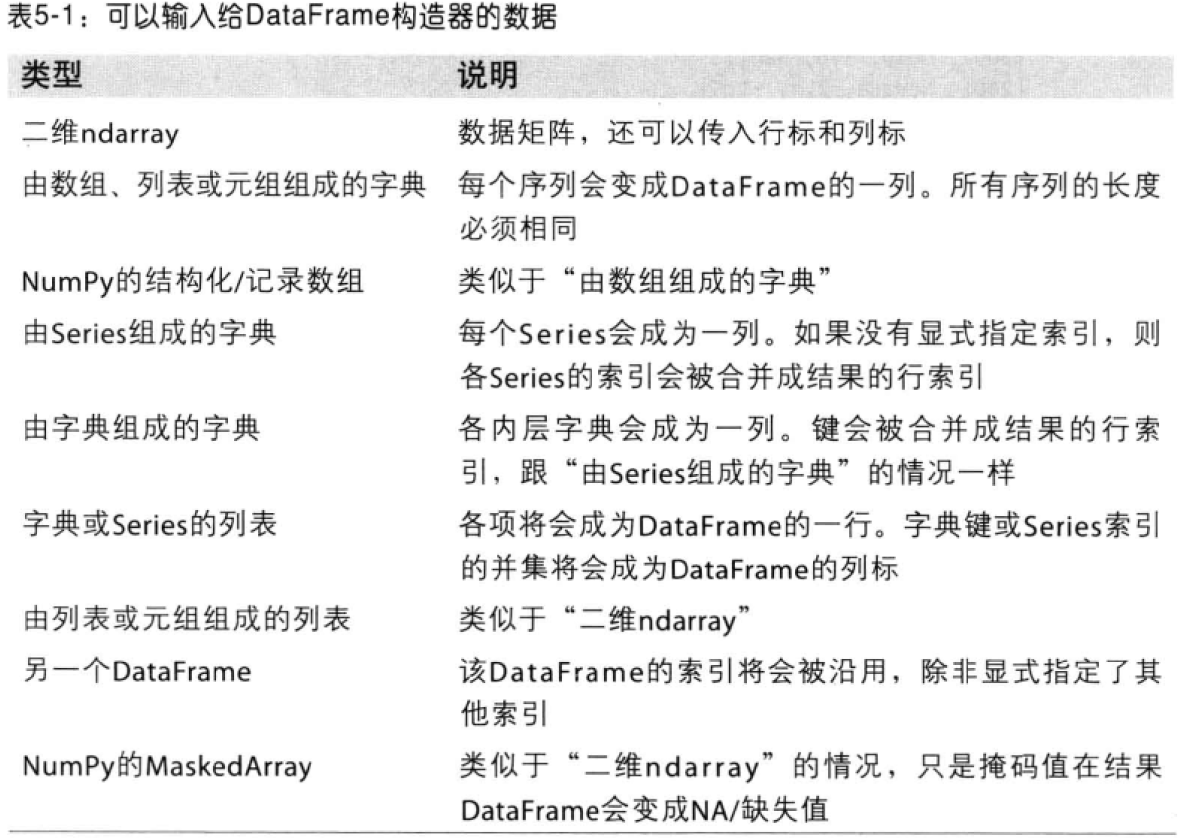 表5-1：可以输入给DataFrame构造器的数据
类型 说明
二维ndarray 数据矩阵，还可以传入行标和列标
由数组、列表或元组组成的字典 每个序列会变成DataFrame的一列。所有序列的长度
必须相同
NumPy的结构化/记录数组 类似于“由数组组成的字典”
由Series组成的字典 每个Series会成为一列。如果没有显式指定索引，则
各Series的索引会被合并成结果的行索引
由字典组成的字典 各内层字典会成为一列。键会被合并成结果的行索
引，跟“由Series组成的字典”的情况一样
字典或Series的列表 各项将会成为DataFrame的一行。字典键或Series索引
的并集将会成为DataFrame的列标
由列表或元组组成的列表 类似于“二维ndarray”
另一个DataFrame 该DataFrame的索引将会被沿用，除非显式指定了其
他索引
NumPy的MaskedArray 类似于“二维ndarray”的情况，只是掩码值在结果
DataFrame会变成NA/缺失值